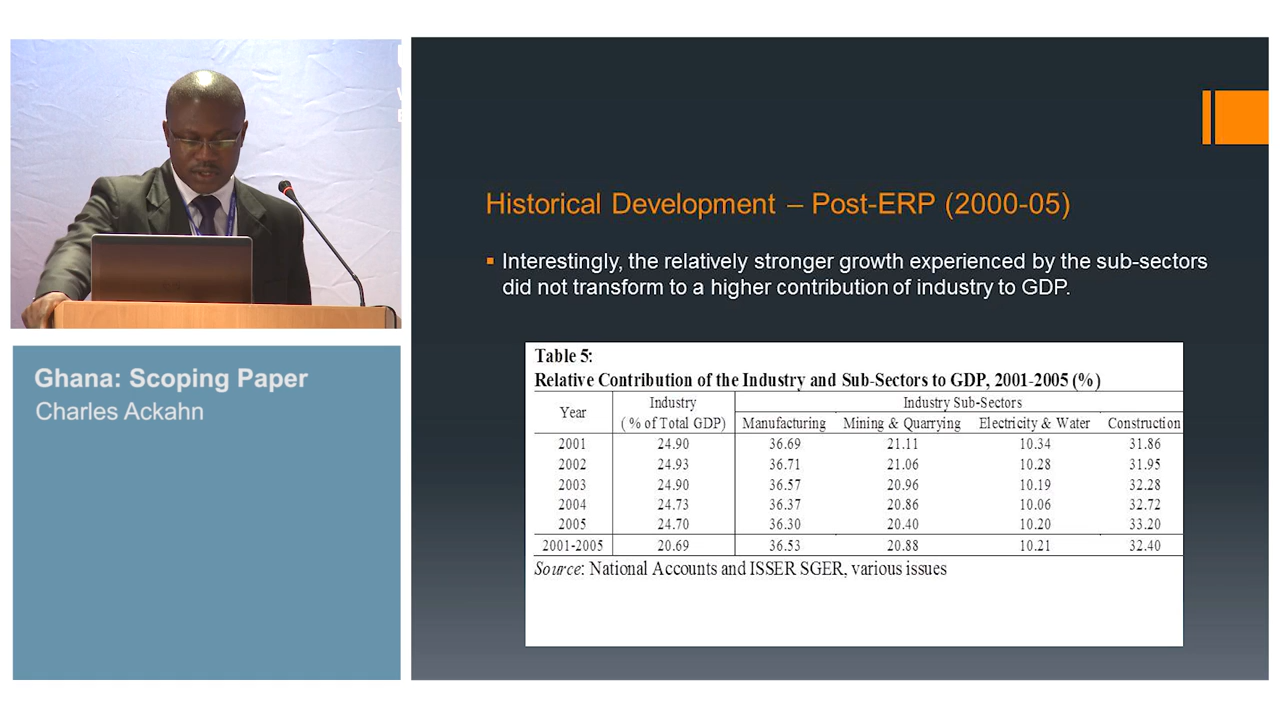 Historical Development – Post-ERP (2000-05)
Interestingly, the relatively stronger growth experienced by the sub-sectors
did not transform to a higher contribution of industry to GDP.
Table 5:
Relative Contribution of the Industry and Sub-Sectors to GDP, 2001-2005 (%)
Year Industry Industry Sub-Sectors
( % of Total GDP) Manufacturing Mining & Quarrying Electricity & Water Construction
2001 24.90 36.69 21.11 10.34 31.86
2002 24.93 36.71 21.06 10.28 31.95
2003 24.90 36.57 20.96 10.19 32.28
2004 24.73 36.37 20.86 10.06 32.72
2005 24.70 36.30 20.40 10.20 33.20
2001-2005 20.69 36.53 20.88 10.21 32.40
Source: National Accounts and ISSER SGER, various issues
Ghana: Scoping Paper
Charles Ackahn